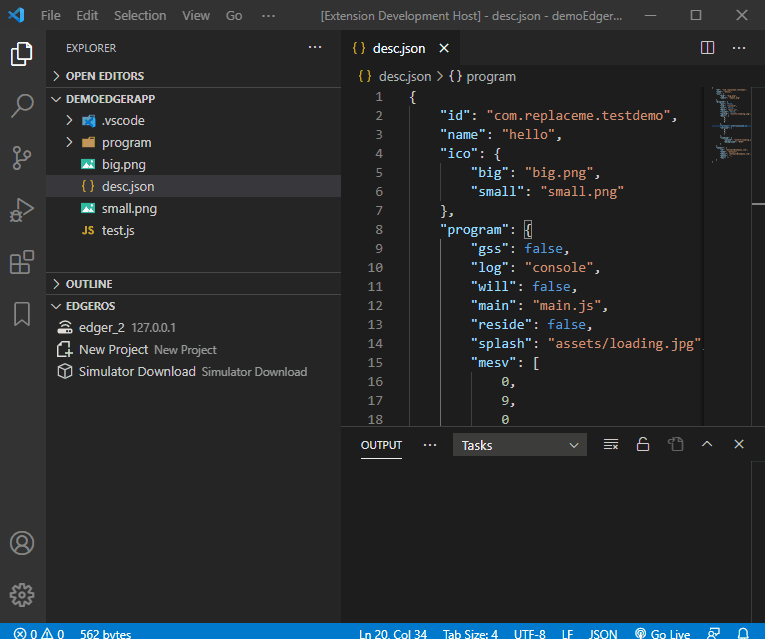 File Edit Selection View Go ··· [Extension Development Host] - desc.json - demoEdger...
EXPLORER ···
OPEN EDITORS
DEMOEDGERAPP
.vscode
program
big.png
{ } desc.json
small.png
JS test.js
OUTLINE
EDGEROS
edger_2 127.0.0.1
New Project New Project
Simulator Download Simulator Download
{ } desc.json
{ } desc.json > { } program
1 {
2 "id": "com.replaceme.testdemo",
3 "name": "hello",
4 "ico": {
5 "big": "big.png",
6 "small": "small.png"
7 },
8 "program": {
9 "gss": false,
10 "log": "console",
11 "will": false,
12 "main": "main.js",
13 "reside": false,
14 "splash": "assets/loading.jpg"
15 "mesv": [
16 0,
17 9,
18 0
OUTPUT ··· Tasks
0 0 562 bytes Ln 20, Col 34 Tab Size: 4 UTF-8 LF JSON Go Live